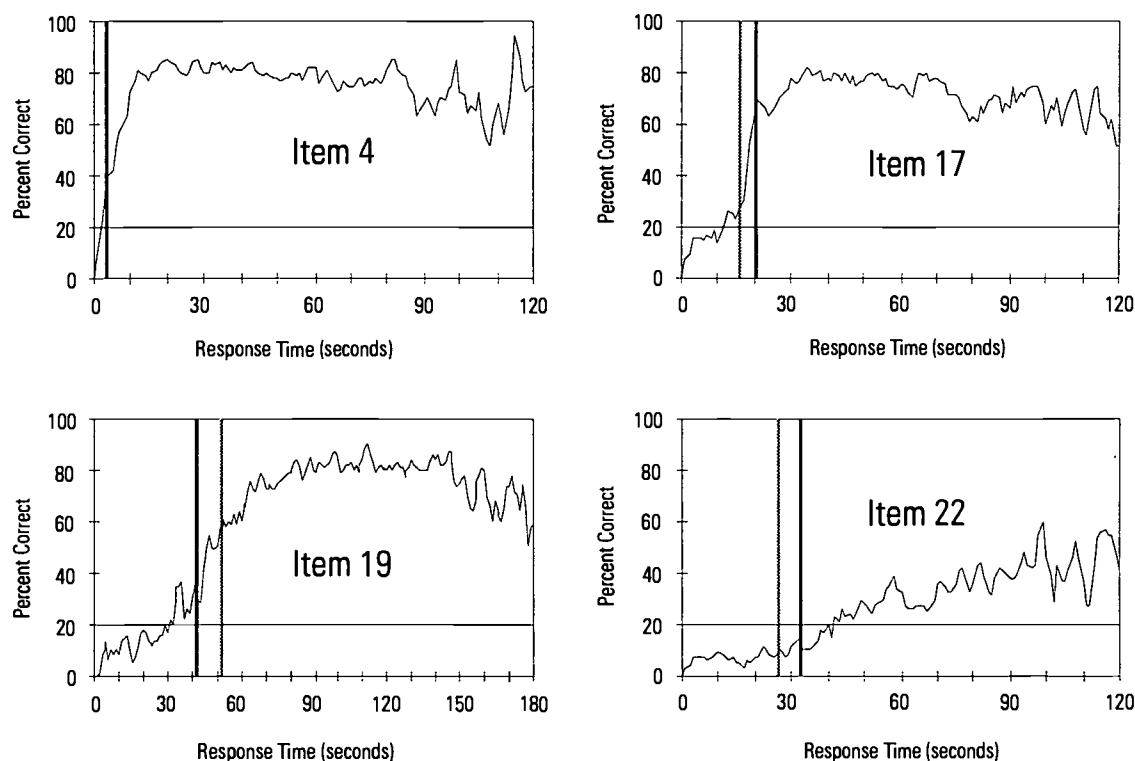 100
80
60
40
20
0
Percent Correct
Item 4
0 30 60 90 120
Response Time (seconds)
100
80
60
40
20
0
Percent Correct
Item 17
0 30 60 90 120
Response Time (seconds)
100
80
60
40
20
0
Percent Correct
Item 19
0 30 60 90 120 150 180
Response Time (seconds)
100
80
60
40
20
0
Percent Correct
Item 22
0 30 60 90 120
Response Time (seconds)